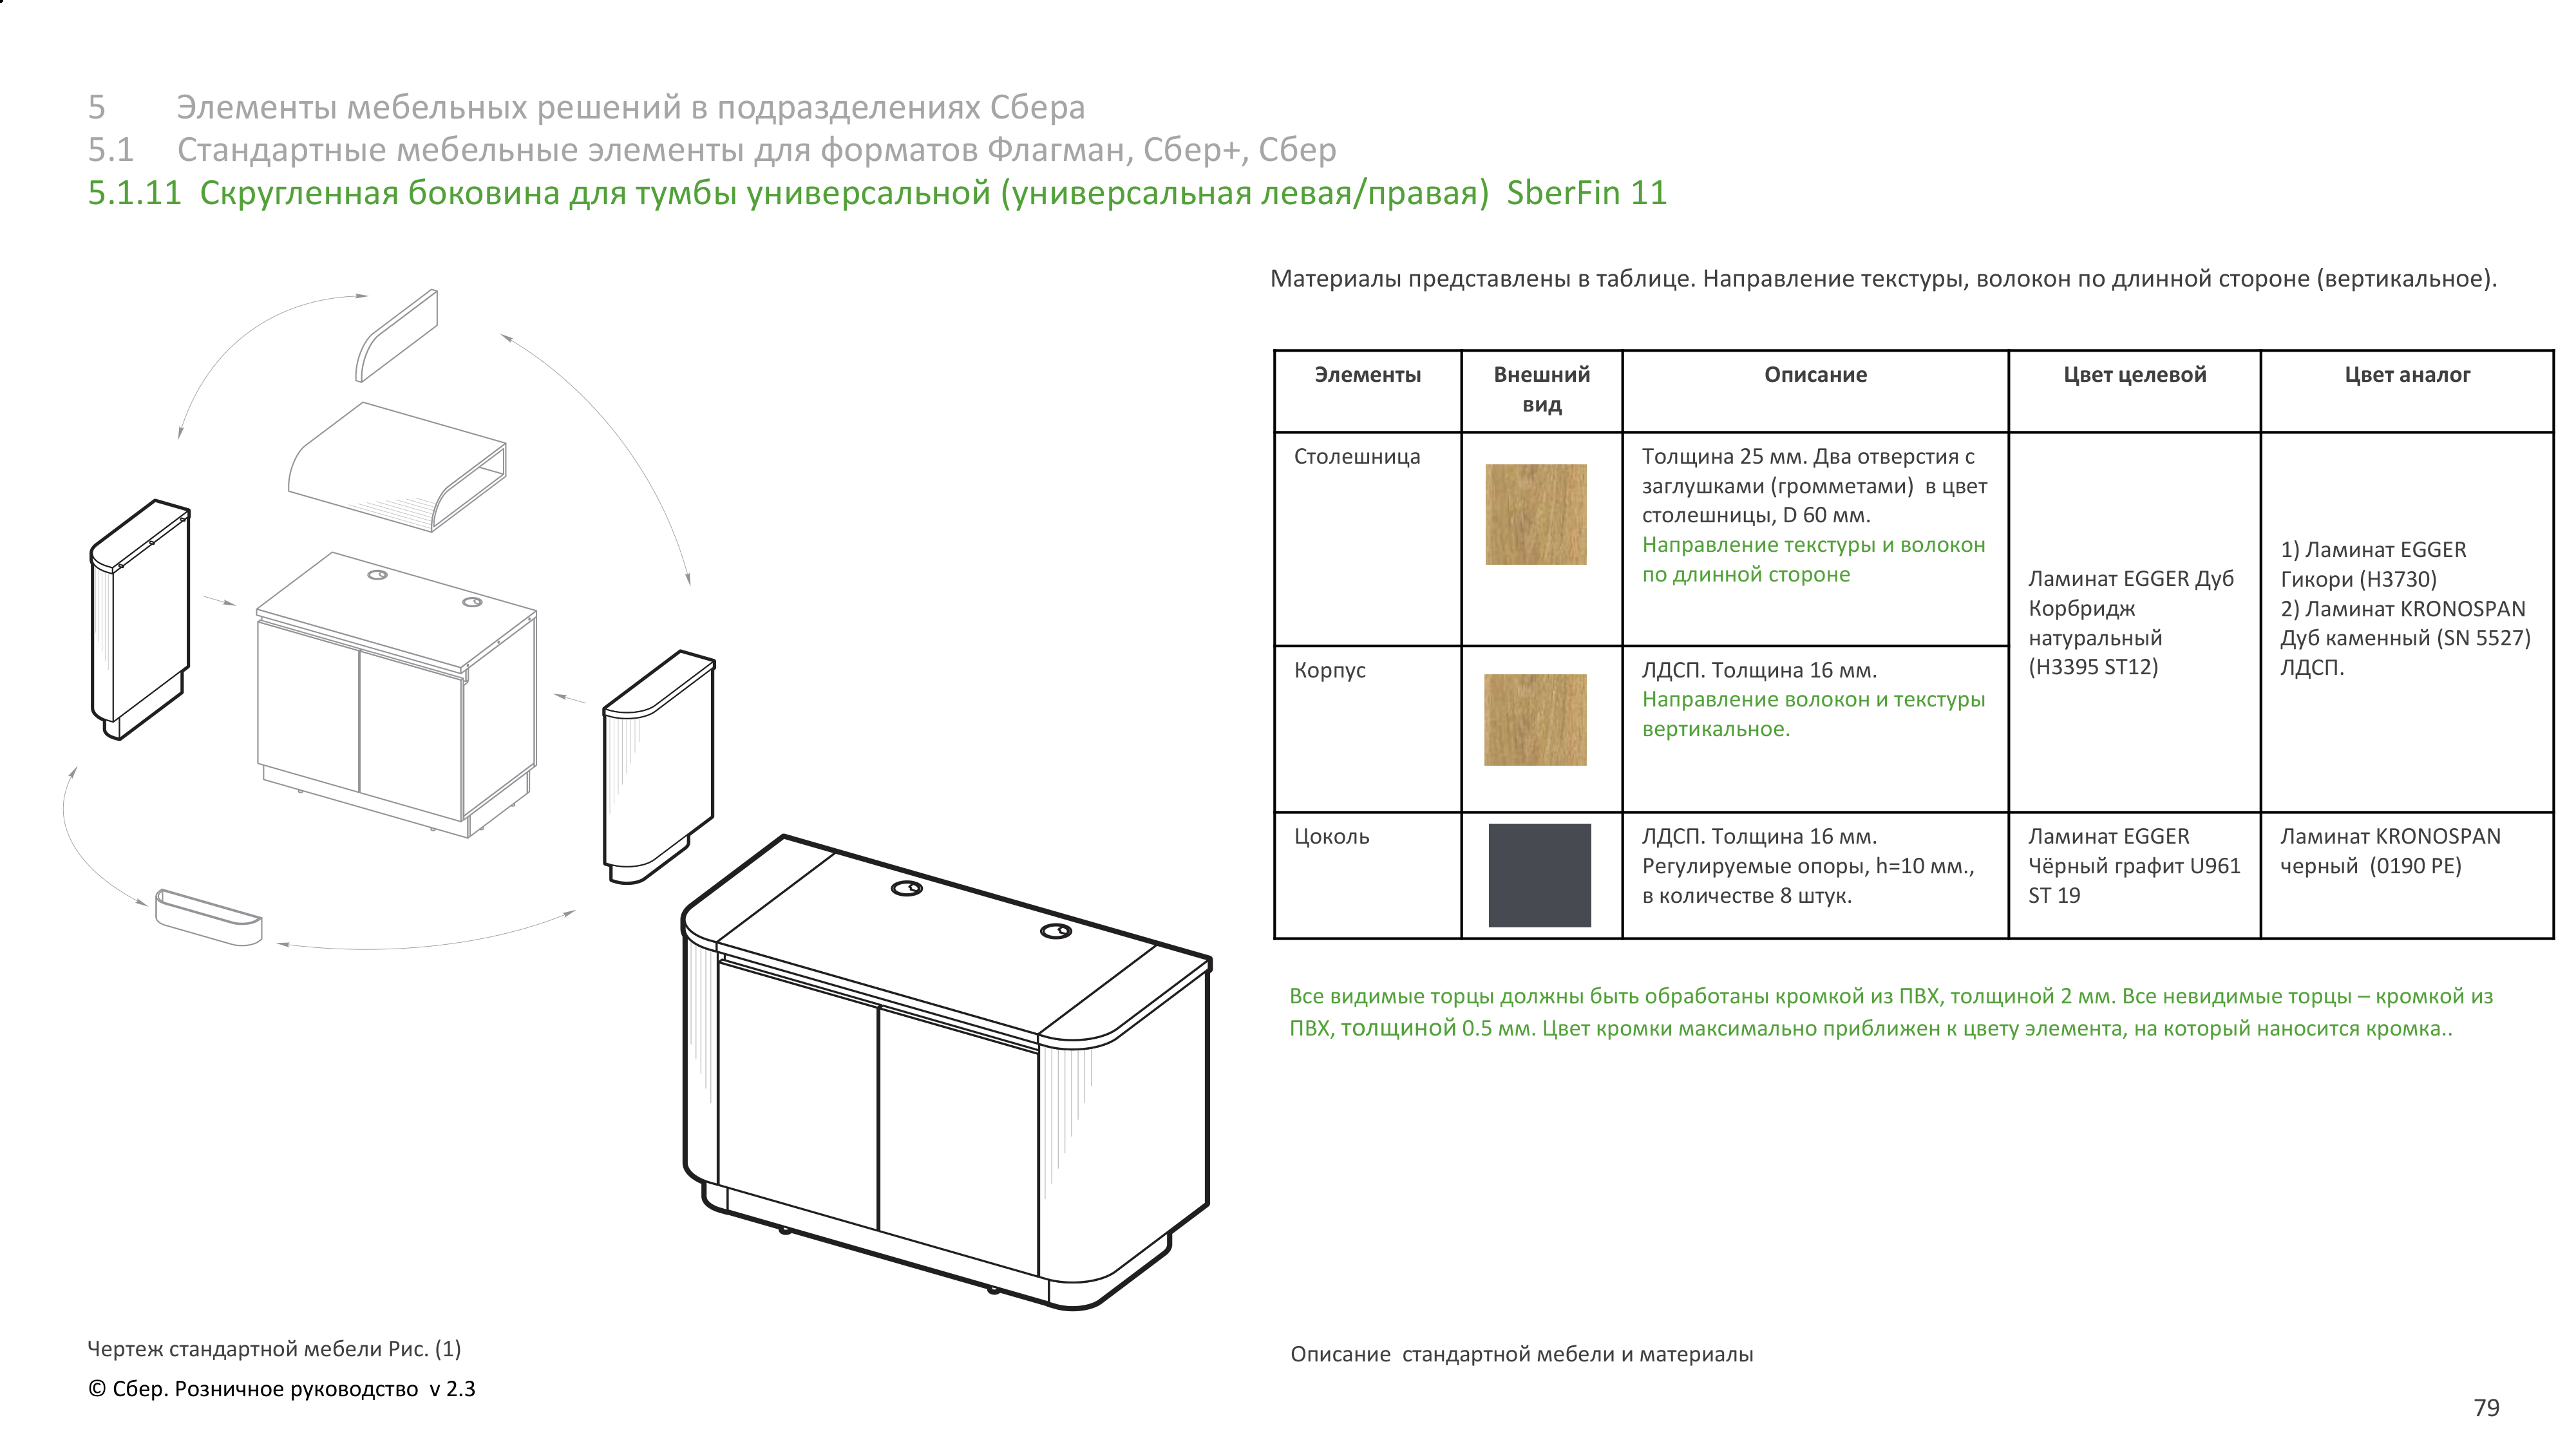 5 Элементы мебельных решений в подразделениях Сбера
5.1 Стандартные мебельные элементы для форматов Флагман, Сбер+, Сбер
5.1.11 Скругленная боковина для тумбы универсальной (универсальная левая/правая) SberFin 11
Материалы представлены в таблице. Направление текстуры, волокон по длинной стороне (вертикальное).
Элементы
Внешний
вид
Описание
Цвет целевой
Цвет аналог
Столешница
Толщина 25 мм. Два отверстия с
заглушками (громметами) в цвет
столешницы, D 60 мм.
Направление текстуры и волокон
по длинной стороне
Ламинат EGGER Дуб
Корбридж
натуральный
(H3395 ST12)
1) Ламинат EGGER
Гикори (H3730)
2) Ламинат KRONOSPAN
Дуб каменный (SN 5527)
ЛДСП.
Корпус
ЛДСП. Толщина 16 мм.
Направление волокон и текстуры
вертикальное.
Цоколь
ЛДСП. Толщина 16 мм.
Регулируемые опоры, h=10 мм.,
в количестве 8 штук.
Ламинат EGGER
Чёрный графит U961
ST 19
Ламинат KRONOSPAN
черный (0190 PE)
Все видимые торцы должны быть обработаны кромкой из ПВХ, толщиной 2 мм. Все невидимые торцы – кромкой из
ПВХ, толщиной 0.5 мм. Цвет кромки максимально приближен к цвету элемента, на который наносится кромка..
Чертеж стандартной мебели Рис. (1)
Описание стандартной мебели и материалы
© Сбер. Розничное руководство v 2.3
79